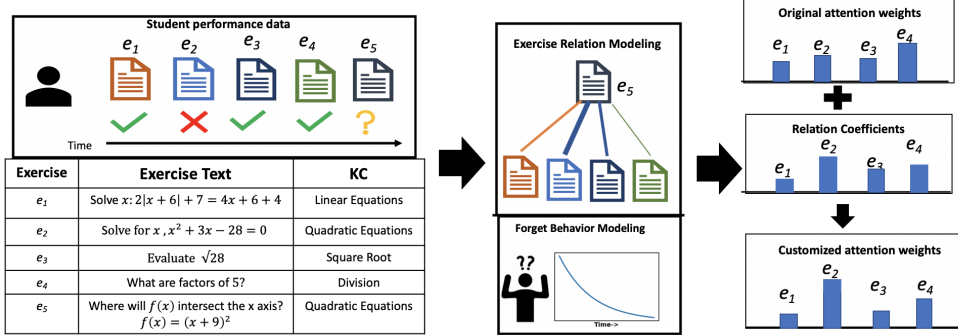 Student performance data
e1 e2 e3 e4 e5
?
Time
Exercise Exercise Text KC
e1 Solve x: 2|x + 6| + 7 = 4x + 6 + 4 Linear Equations
e2 Solve for x , x² + 3x − 28 = 0 Quadratic Equations
e3 Evaluate √28 Square Root
e4 What are factors of 5? Division
e5 Where will f(x) intersect the x axis? Quadratic Equations
f(x) = (x + 9)²
Exercise Relation Modeling
e5
Forget Behavior Modeling
??
Time->
Original attention weights
e1 e2 e3 e4
Relation Coefficients
e1 e2 e3 e4
Customized attention weights
e1 e2 e3 e4